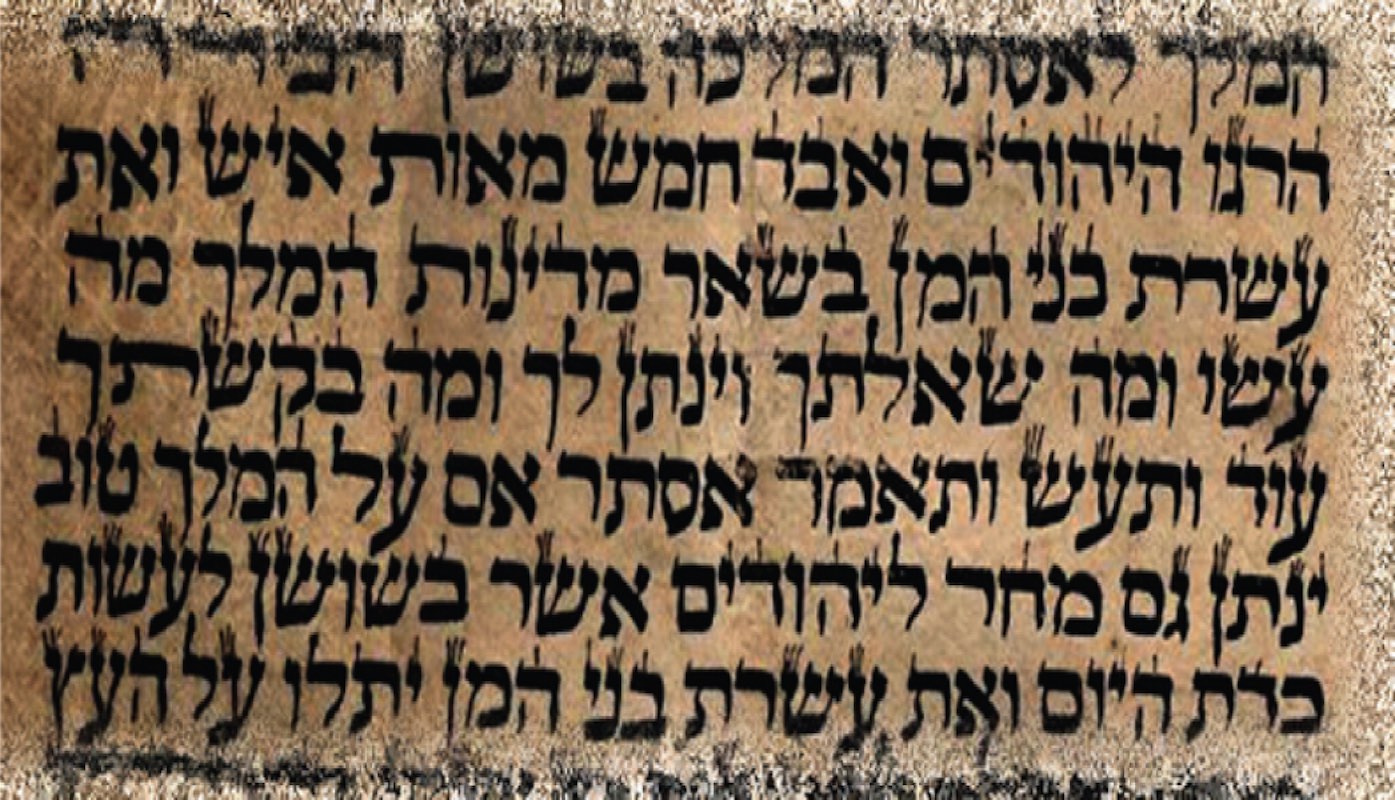 המלך לאסתר המלכה בשושן הבירה
הרגו היהודים ואבד חמש מאות איש ואת
עשרת בני המן בשאר מדינות המלך מה
עשו ומה שאלתך וינתן לך ומה בקשתך
עוד ותעש ותאמר אסתר אם על המלך טוב
ינתן גם מחר ליהודים אשר בשושן לעשות
כדת היום ואת עשרת בני המן יתלו על העץ